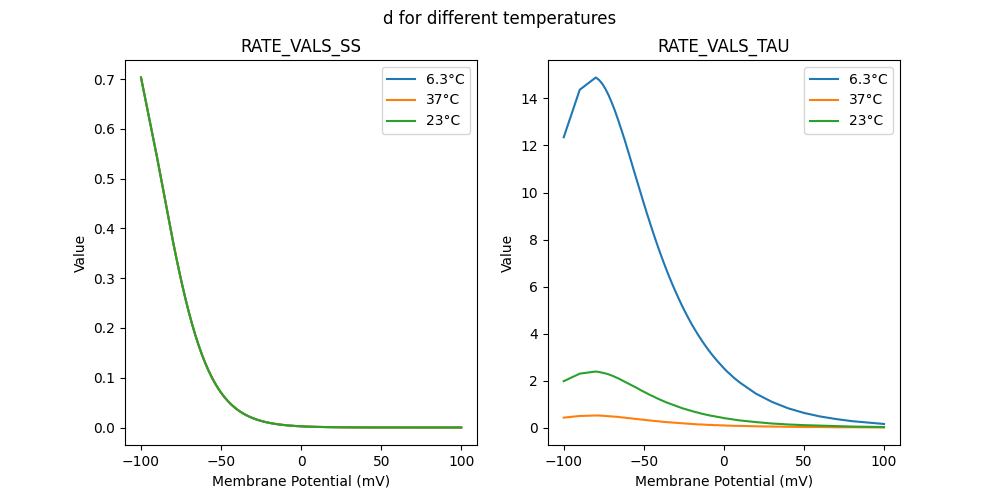 d for different temperatures
RATE_VALS_SS
RATE_VALS_TAU
6.3°C
37°C
23°C
6.3°C
37°C
23°C
Value
0.7
0.6
0.5
0.4
0.3
0.2
0.1
0.0
−100
−50
0
50
100
Membrane Potential (mV)
Value
14
12
10
8
6
4
2
0
−100
−50
0
50
100
Membrane Potential (mV)